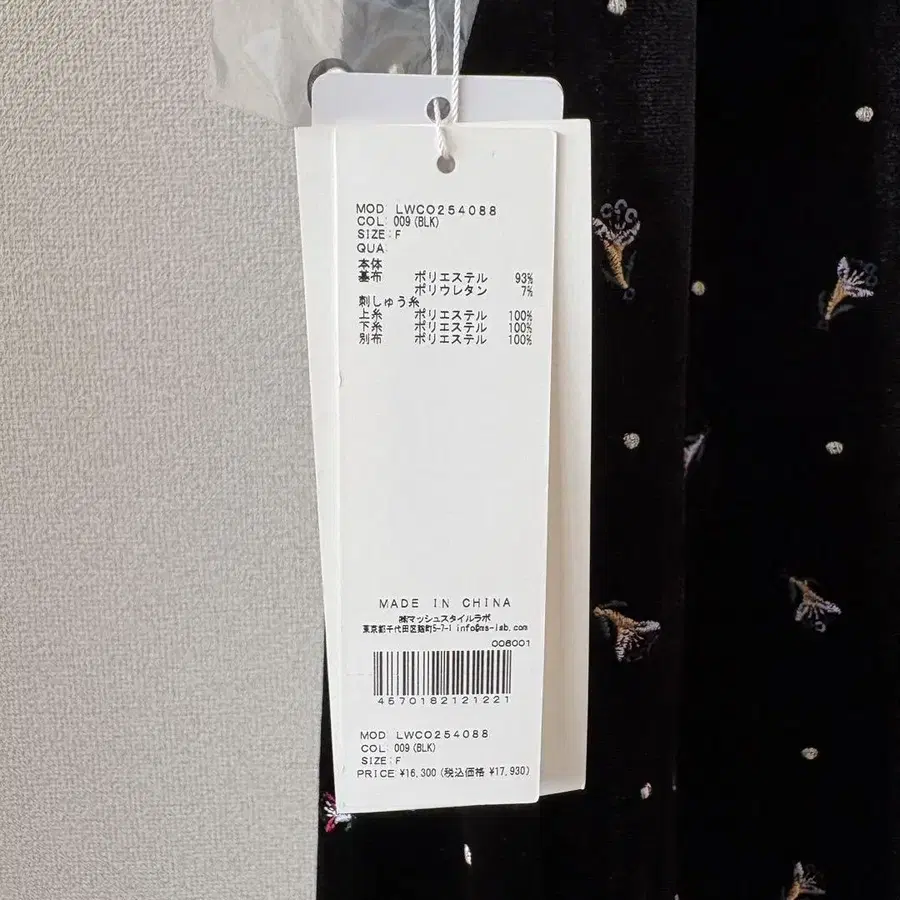 MOD LWCO254088
COL: 009 (BLK)
SIZE: F
QUA
本体
基布 ポリエステル 93%
ポリウレタン 7%
刺しゅう糸
上糸 ポリエステル 100%
下糸 ポリエステル 100%
別布 ポリエステル 100%
MADE IN CHINA
㈱マッシュスタイルラボ
東京都千代田区麹町5-7-1 info@ms-lab.com
006001
4570182121221
MOD LWCO254088
COL 009 (BLK)
SIZE: F
PRICE ¥16,300 (税込価格 ¥17,930)